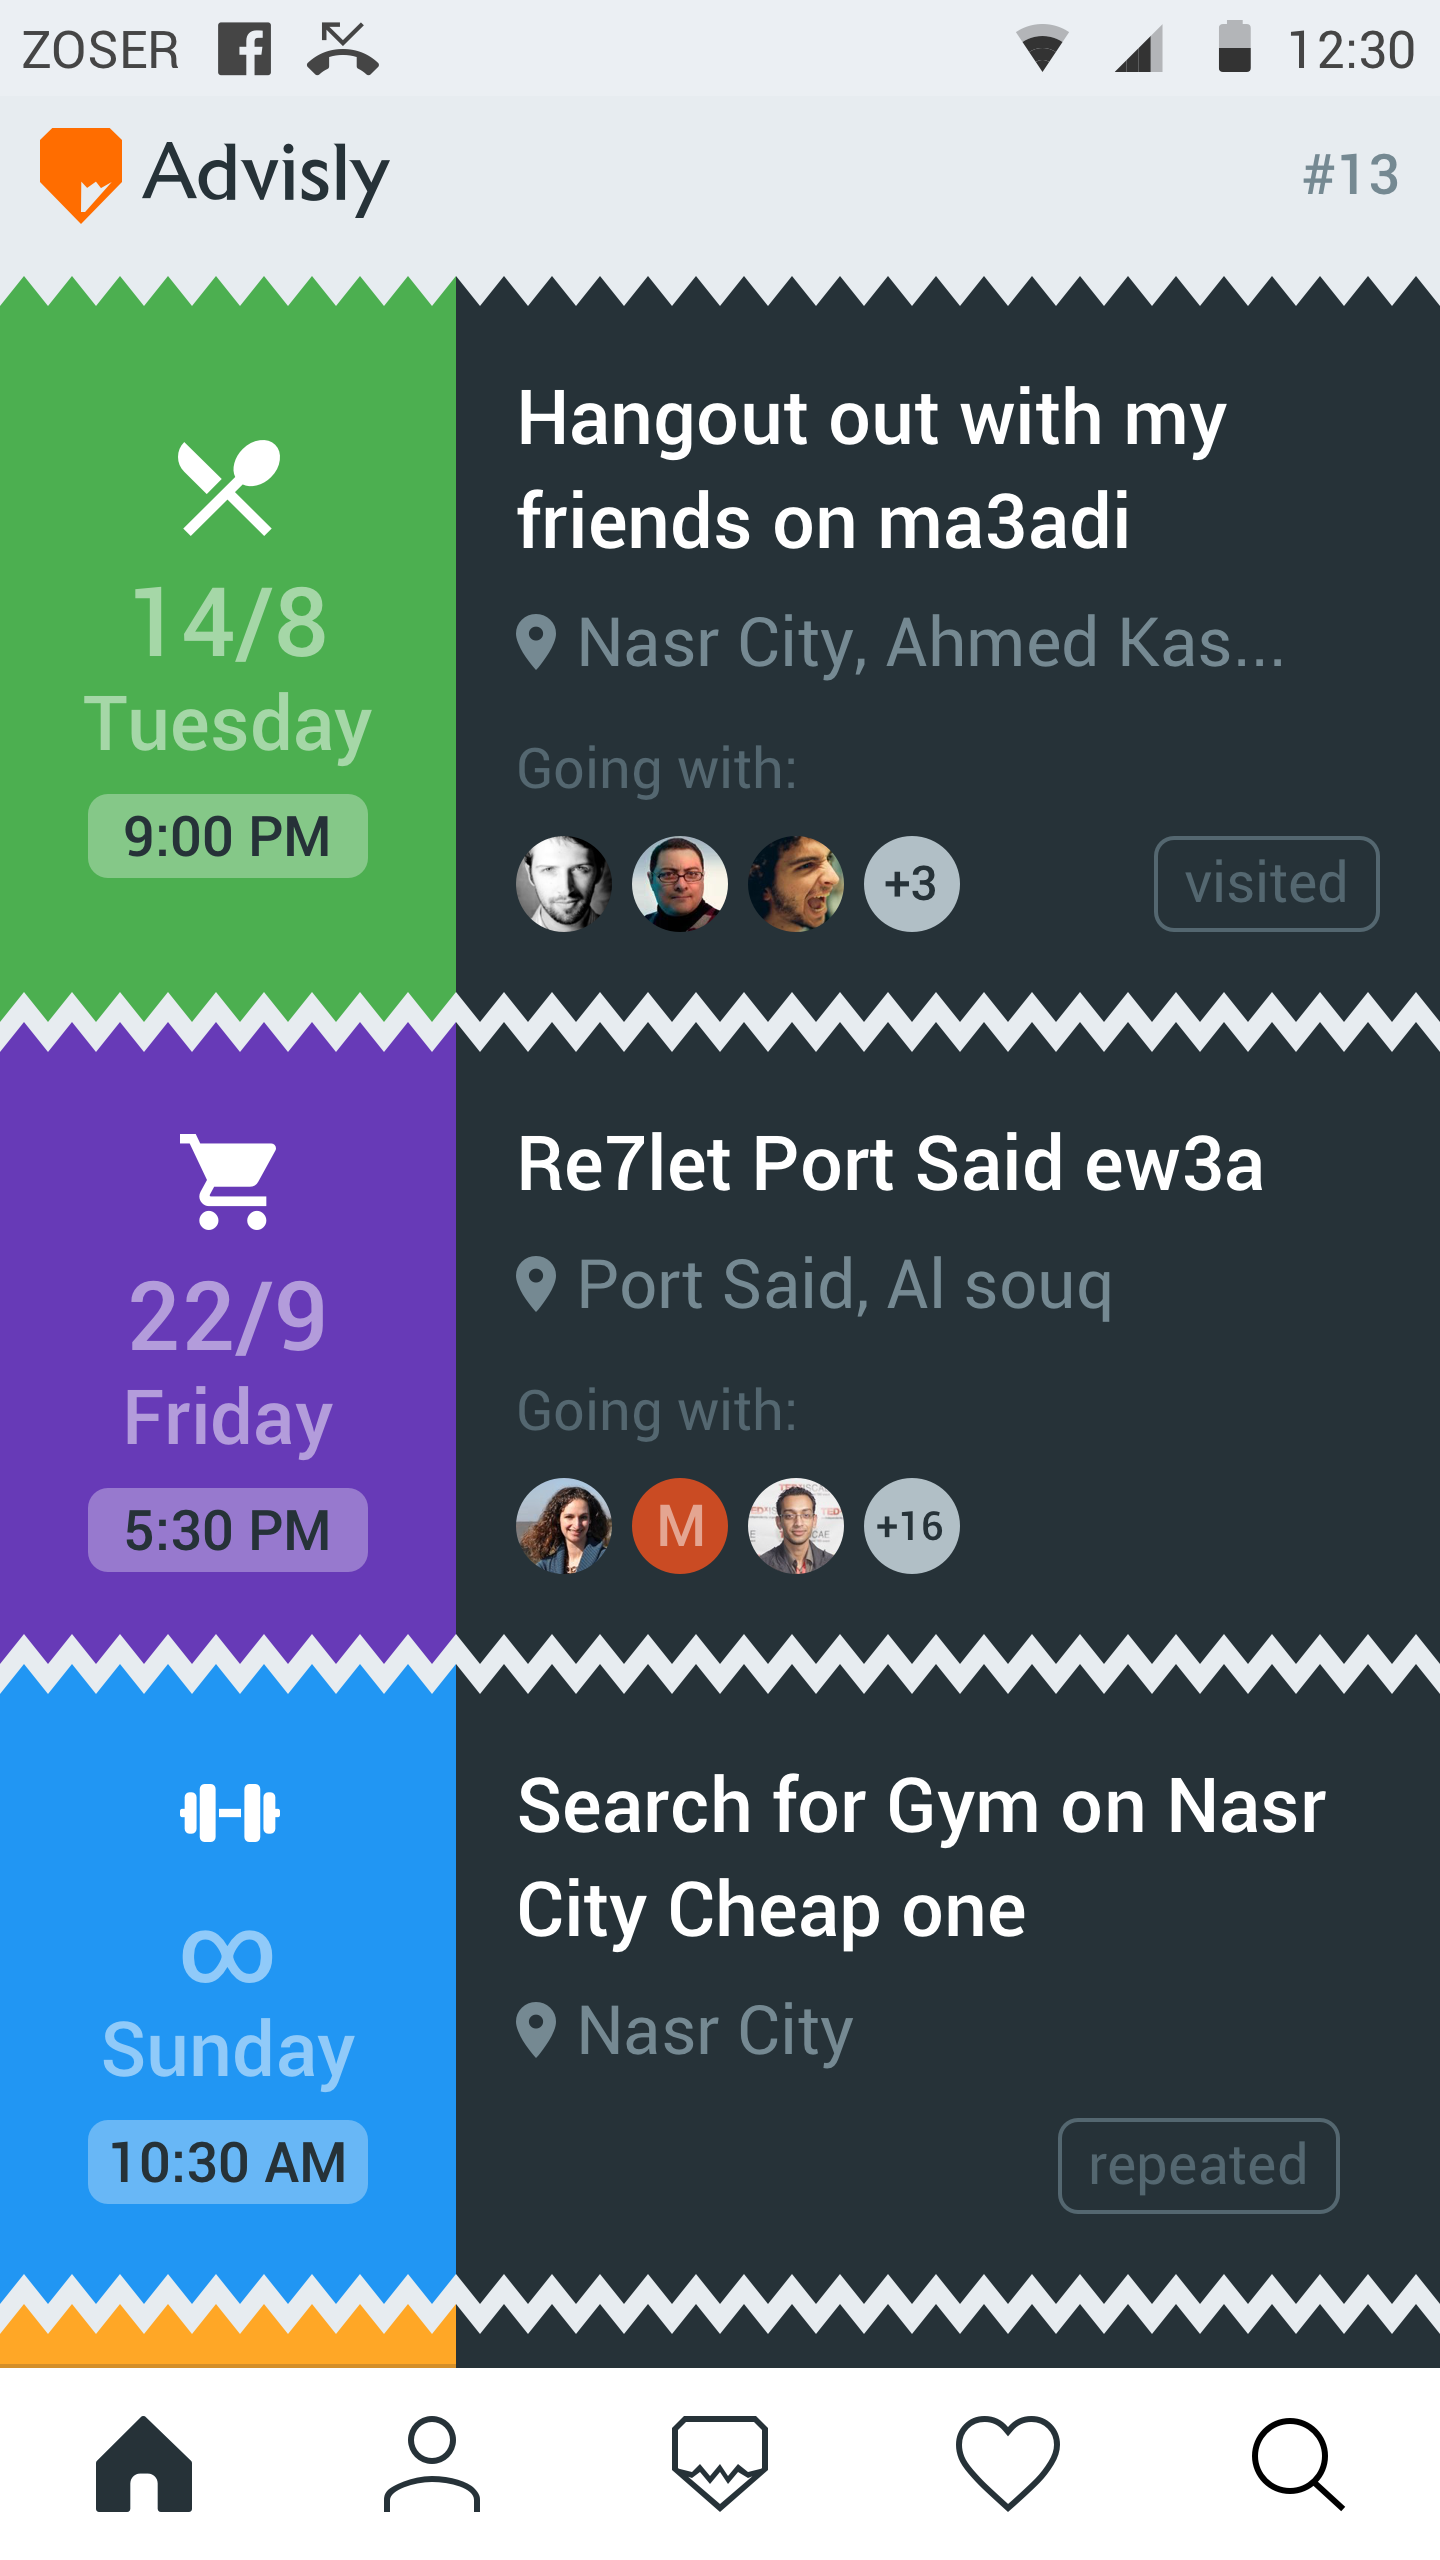 ZOSER 12:30
Advisly #13
Hangout out with my
friends on ma3adi
14/8
Nasr City, Ahmed Kas...
Tuesday
Going with:
9:00 PM
+3
visited
Re7let Port Said ew3a
22/9
Port Said, Al souq
Friday
Going with:
5:30 PM
M
+16
Search for Gym on Nasr
City Cheap one
∞
Nasr City
Sunday
10:30 AM
repeated